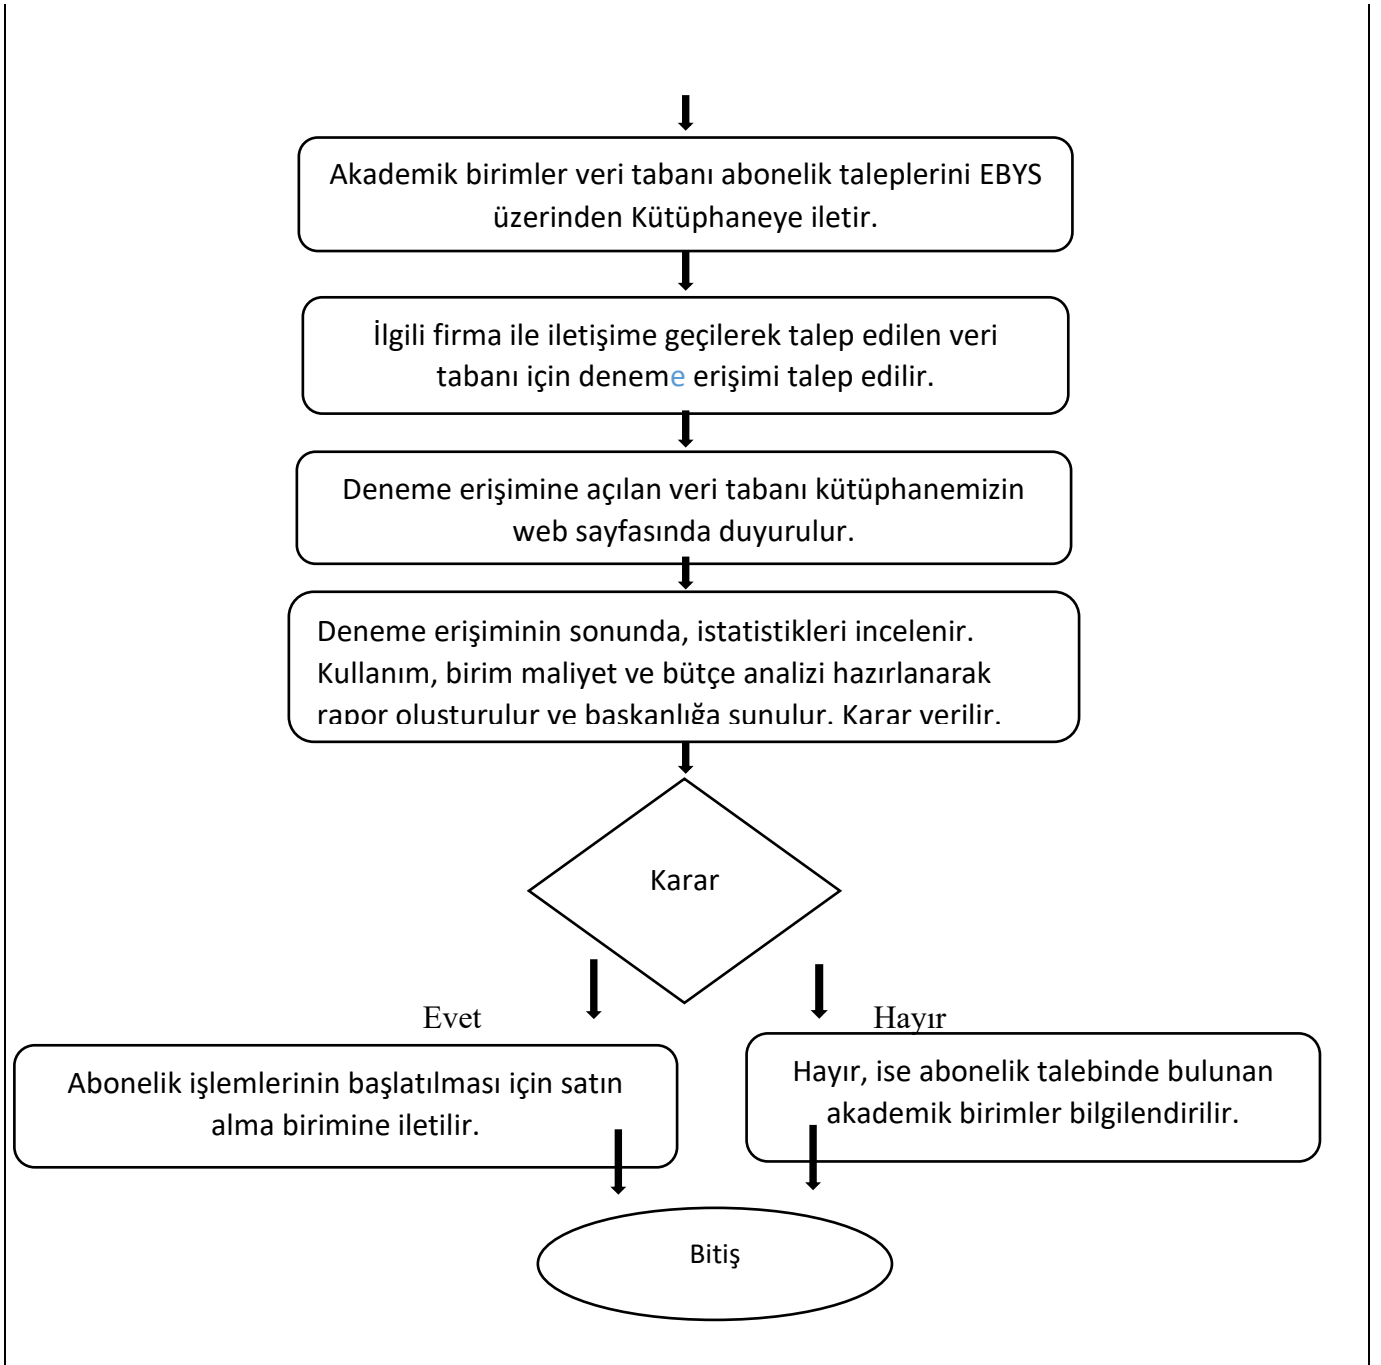 Akademik birimler veri tabanı abonelik taleplerini EBYS
üzerinden Kütüphaneye iletir.
İlgili firma ile iletişime geçilerek talep edilen veri
tabanı için deneme erişimi talep edilir.
Deneme erişimine açılan veri tabanı kütüphanemizin
web sayfasında duyurulur.
Deneme erişiminin sonunda, istatistikleri incelenir.
Kullanım, birim maliyet ve bütçe analizi hazırlanarak
rapor oluşturulur ve başkanlığa sunulur. Karar verilir.
Karar
Evet
Hayır
Abonelik işlemlerinin başlatılması için satın
alma birimine iletilir.
Hayır, ise abonelik talebinde bulunan
akademik birimler bilgilendirilir.
Bitiş